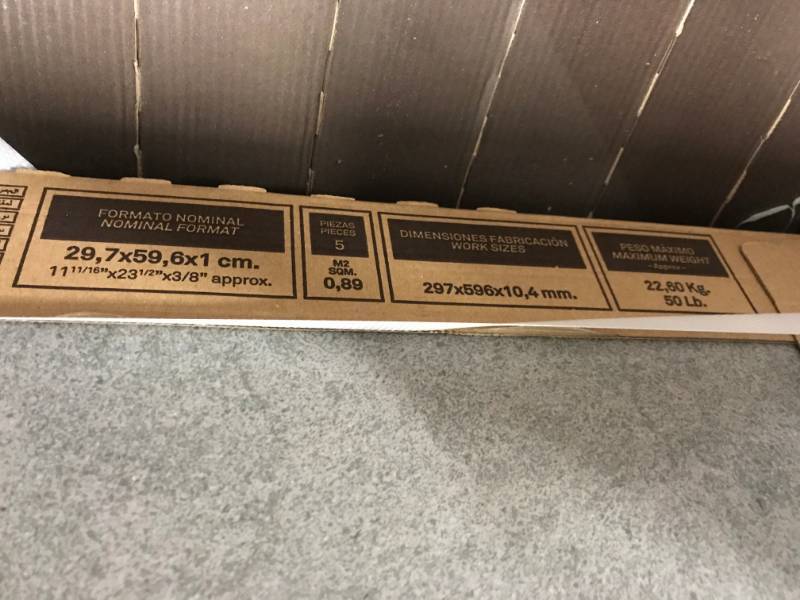 FORMATO NOMINAL
NOMINAL FORMAT
29,7x59,6x1 cm.
11 11/16"x23 1/2"x3/8" approx.
PIEZAS
PIECES
5
M2
SQM.
0,89
DIMENSIONES FABRICACIÓN
WORK SIZES
297x596x10,4 mm.
PESO MÁXIMO
MAXIMUM WEIGHT
- Approx -
22,60 Kg.
50 Lb.